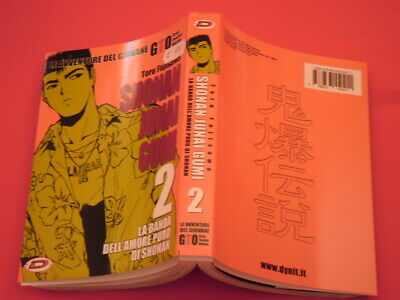 LE AVVENTURE DEL GIOVANE GTO
Toru Fujisawa
SHONAN
JUNAI
GUMI
2
LA BANDA
DELL'AMORE PURO
DI SHONAN
D
Toru Fujisawa
SHONAN JUNAI GUMI
LA BANDA DELL'AMORE PURO DI SHONAN
2
LE AVVENTURE
DEL GIOVANE
GTO
D
鬼爆伝説
www.dynit.it